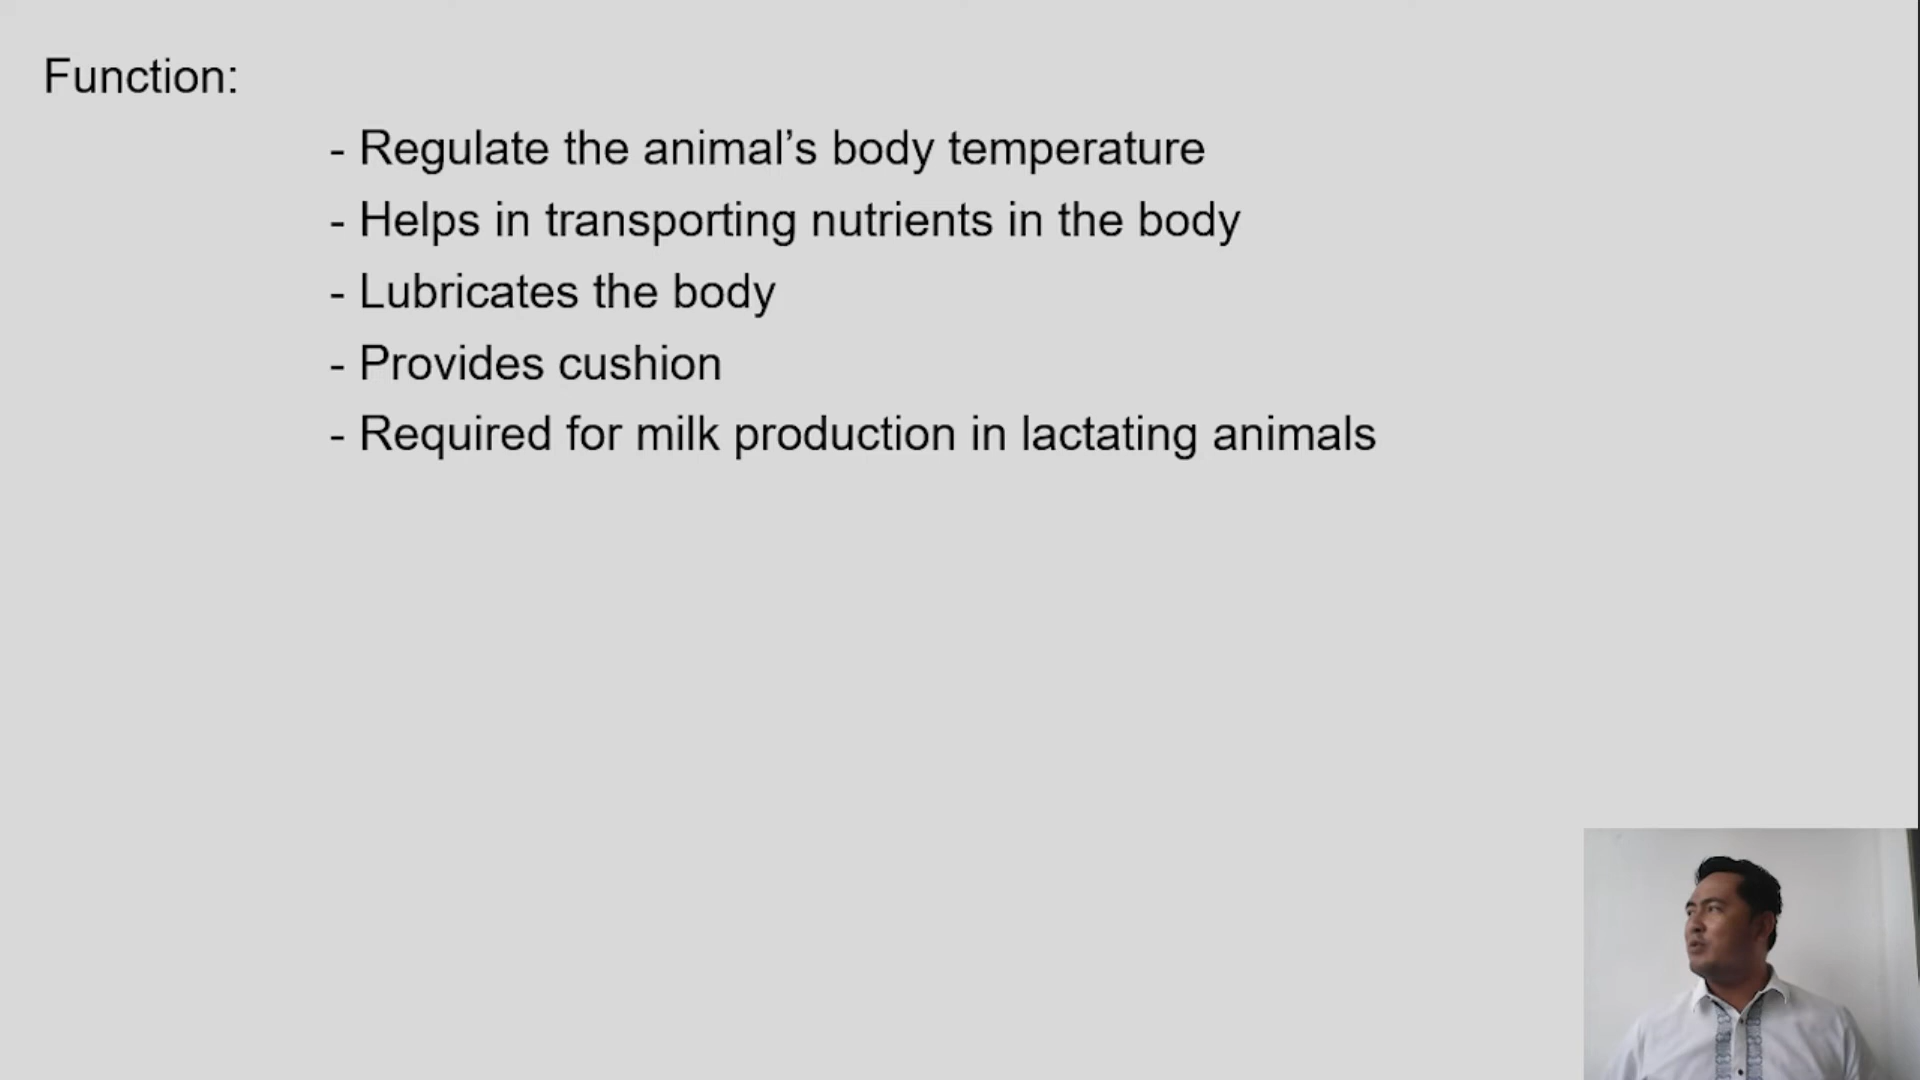 Function:
- Regulate the animal’s body temperature
- Helps in transporting nutrients in the body
- Lubricates the body
- Provides cushion
- Required for milk production in lactating animals